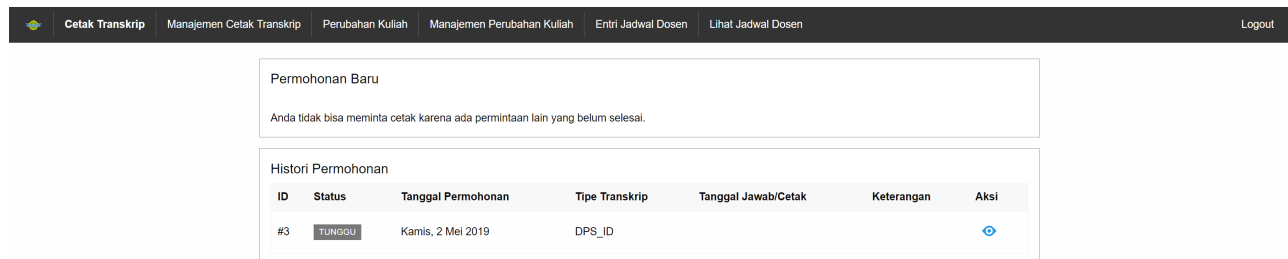 Cetak Transkrip Manajemen Cetak Transkrip Perubahan Kuliah Manajemen Perubahan Kuliah Entri Jadwal Dosen Lihat Jadwal Dosen Logout
Permohonan Baru
Anda tidak bisa meminta cetak karena ada permintaan lain yang belum selesai.
Histori Permohonan
ID Status Tanggal Permohonan Tipe Transkrip Tanggal Jawab/Cetak Keterangan Aksi
#3 TUNGGU Kamis, 2 Mei 2019 DPS_ID